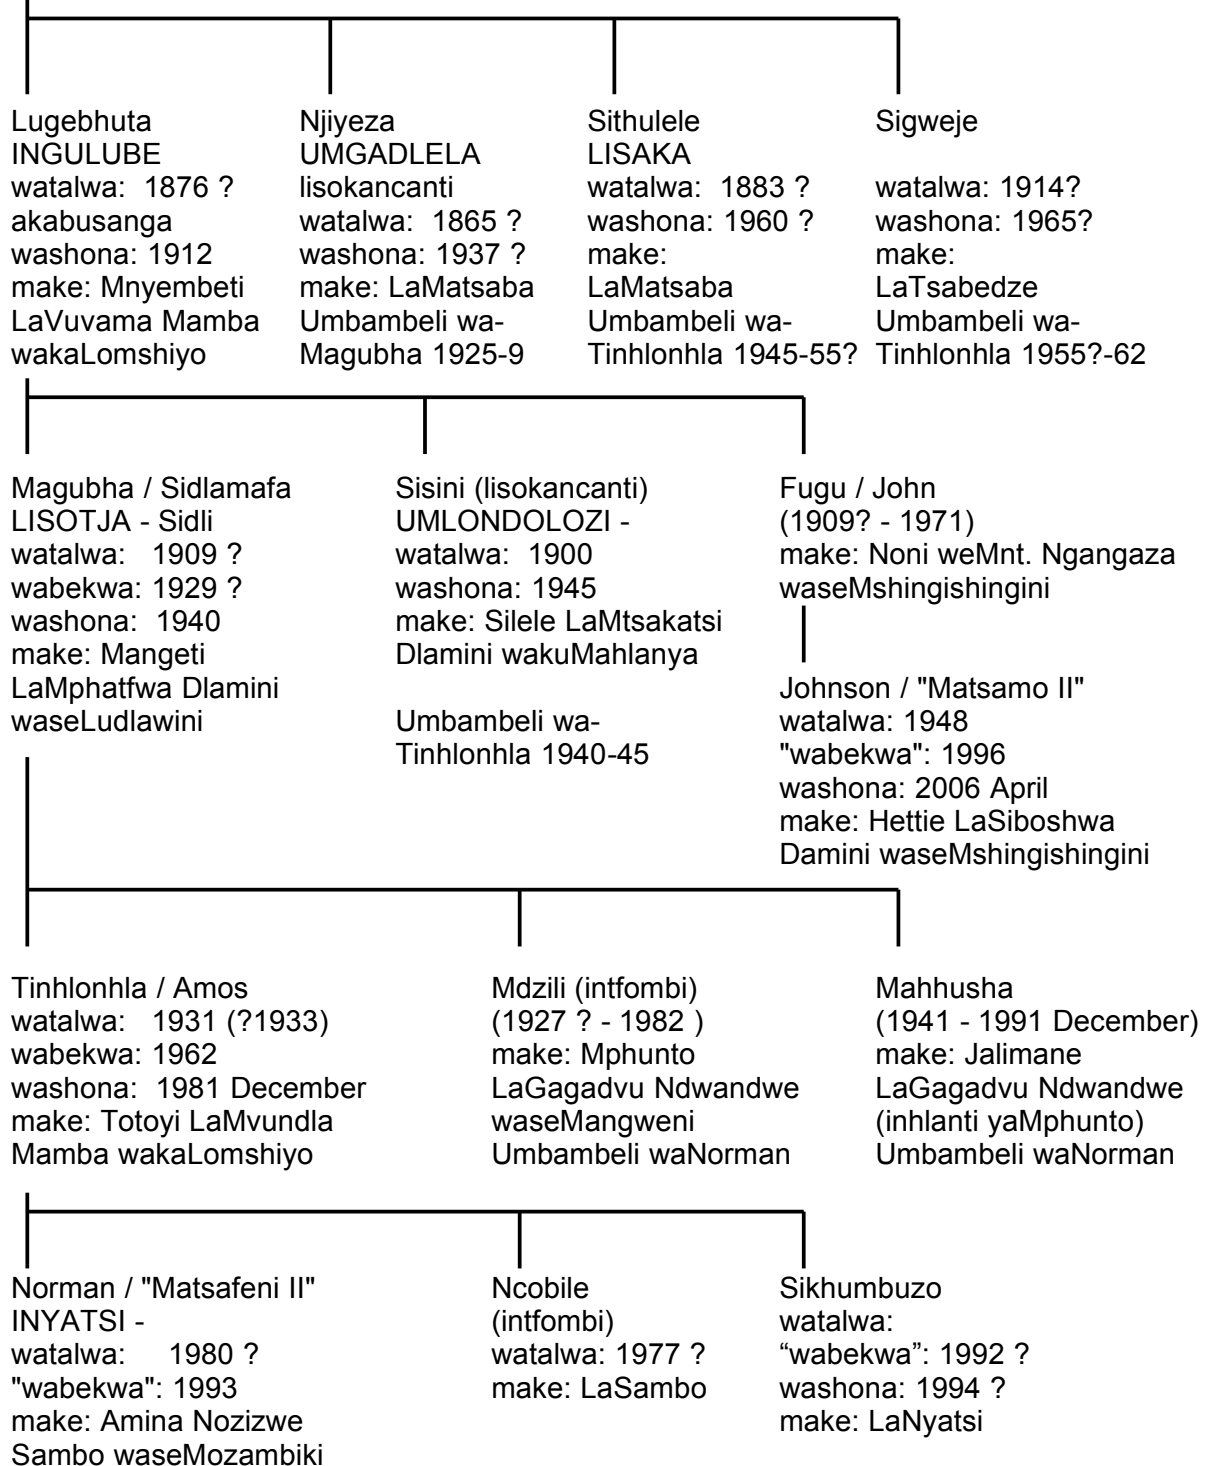 Lugebhuta
INGULUBE
watalwa: 1876 ?
akabusanga
washona: 1912
make: Mnyembeti
LaVuvama Mamba
wakaLomshiyo
Njiyeza
UMGADLELA
lisokancanti
watalwa: 1865 ?
washona: 1937 ?
make: LaMatsaba
Umbambeli wa-
Magubha 1925-9
Sithulele
LISAKA
watalwa: 1883 ?
washona: 1960 ?
make:
LaMatsaba
Umbambeli wa-
Tinhlonhla 1945-55?
Sigweje
watalwa: 1914?
washona: 1965?
make:
LaTsabedze
Umbambeli wa-
Tinhlonhla 1955?-62
Magubha / Sidlamafa
LISOTJA - Sidli
watalwa: 1909 ?
wabekwa: 1929 ?
washona: 1940
make: Mangeti
LaMphatfwa Dlamini
waseLudlawini
Sisini (lisokancanti)
UMLONDOLOZI -
watalwa: 1900
washona: 1945
make: Silele LaMtsakatsi
Dlamini wakuMahlanya
Umbambeli wa-
Tinhlonhla 1940-45
Fugu / John
(1909? - 1971)
make: Noni weMnt. Ngangaza
waseMshingishingini
Johnson / "Matsamo II"
watalwa: 1948
"wabekwa": 1996
washona: 2006 April
make: Hettie LaSiboshwa
Damini waseMshingishingini
Tinhlonhla / Amos
watalwa: 1931 (?1933)
wabekwa: 1962
washona: 1981 December
make: Totoyi LaMvundla
Mamba wakaLomshiyo
Mdzili (intfombi)
(1927 ? - 1982 )
make: Mphunto
LaGagadvu Ndwandwe
waseMangweni
Umbambeli waNorman
Mahhusha
(1941 - 1991 December)
make: Jalimane
LaGagadvu Ndwandwe
(inhlanti yaMphunto)
Umbambeli waNorman
Norman / "Matsafeni II"
INYATSI -
watalwa: 1980 ?
"wabekwa": 1993
make: Amina Nozizwe
Sambo waseMozambiki
Ncobile
(intfombi)
watalwa: 1977 ?
make: LaSambo
Sikhumbuzo
watalwa:
“wabekwa”: 1992 ?
washona: 1994 ?
make: LaNyatsi